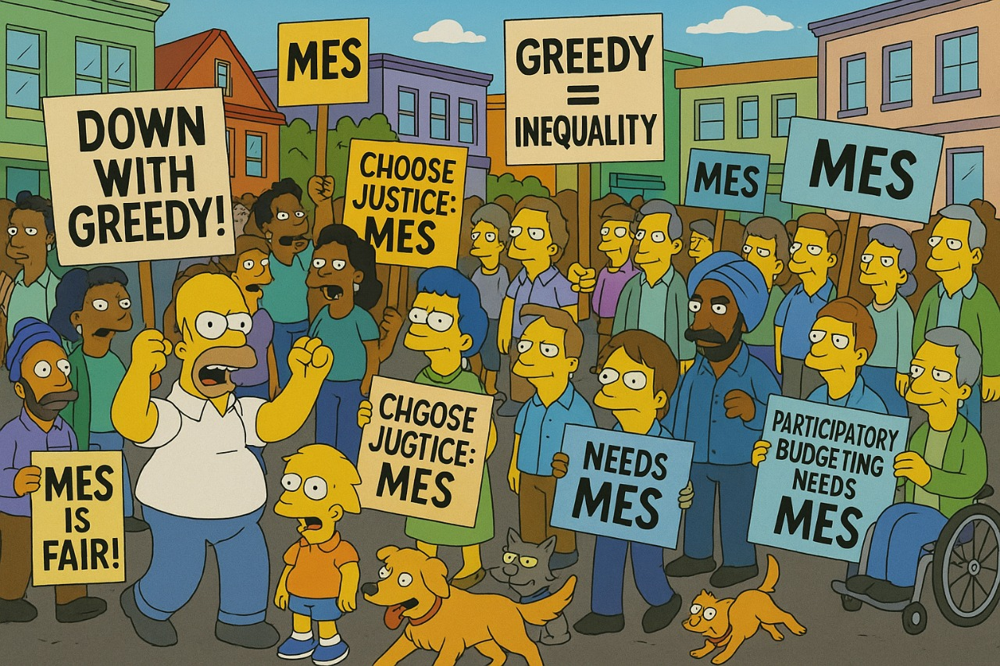 MES
GREEDY
=
INEQUALITY
DOWN
WITH
GREEDY!
CHOOSE
JUSTICE:
MES
MES
MES
CHGOSE
JUGTICE:
MES
MES
IS
FAIR!
NEEDS
MES
PARTICIPATORY
BUDGETING
NEEDS
MES